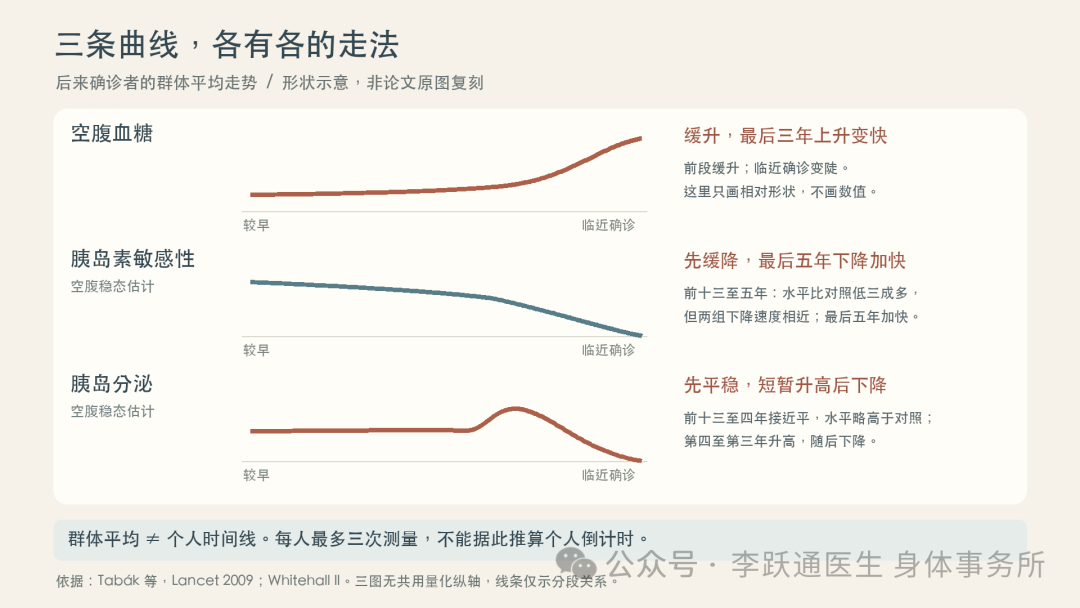 三条曲线，各有各的走法
后来确诊者的群体平均走势 / 形状示意，非论文原图复刻
空腹血糖
较早
临近确诊
缓升，最后三年上升变快
前段缓升；临近确诊变陡。
这里只画相对形状，不画数值。
胰岛素敏感性
空腹稳态估计
较早
临近确诊
先缓降，最后五年下降加快
前十三至五年：水平比对照低三成多，
但两组下降速度相近；最后五年加快。
胰岛分泌
空腹稳态估计
较早
临近确诊
先平稳，短暂升高后下降
前十三至四年接近平，水平略高于对照；
第四至第三年升高，随后下降。
群体平均 ≠ 个人时间线。每人最多三次测量，不能据此推算个人倒计时。
依据：Tabák 等，Lancet 2009；Whitehall II。三图无共用量化纵轴，线条仅示分段关系。
公众号 · 李跃通医生 身体事务所